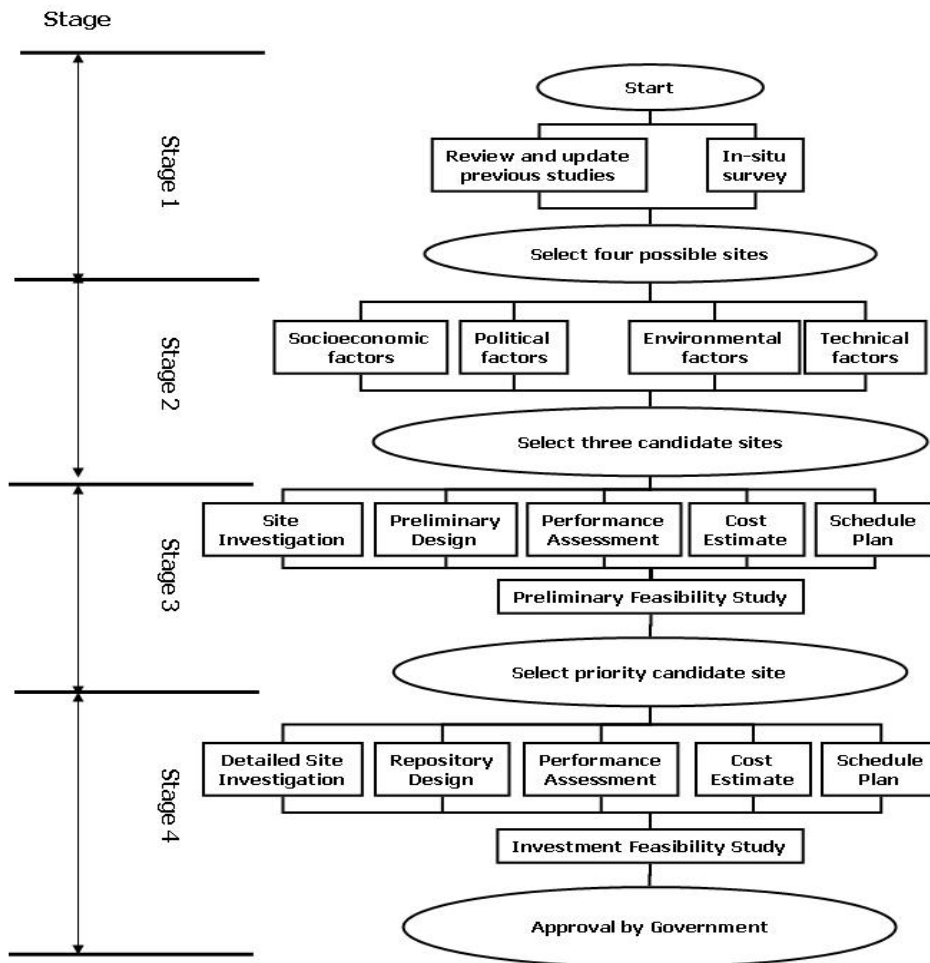 Stage
Start
Stage 1
Review and update
previous studies
In-situ
survey
Select four possible sites
Stage 2
Socioeconomic
factors
Political
factors
Environmental
factors
Technical
factors
Select three candidate sites
Stage 3
Site
Investigation
Preliminary
Design
Performance
Assessment
Cost
Estimate
Schedule
Plan
Preliminary Feasibility Study
Select priority candidate site
Stage 4
Detailed Site
Investigation
Repository
Design
Performance
Assessment
Cost
Estimate
Schedule
Plan
Investment Feasibility Study
Approval by Government